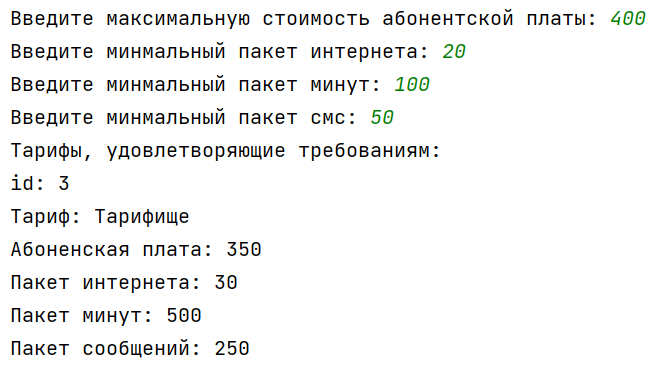 Введите максимальную стоимость абонентской платы: 400
Введите минмальный пакет интернета: 20
Введите минмальный пакет минут: 100
Введите минмальный пакет смс: 50
Тарифы, удовлетворяющие требованиям:
id: 3
Тариф: Тарифище
Абоненская плата: 350
Пакет интернета: 30
Пакет минут: 500
Пакет сообщений: 250